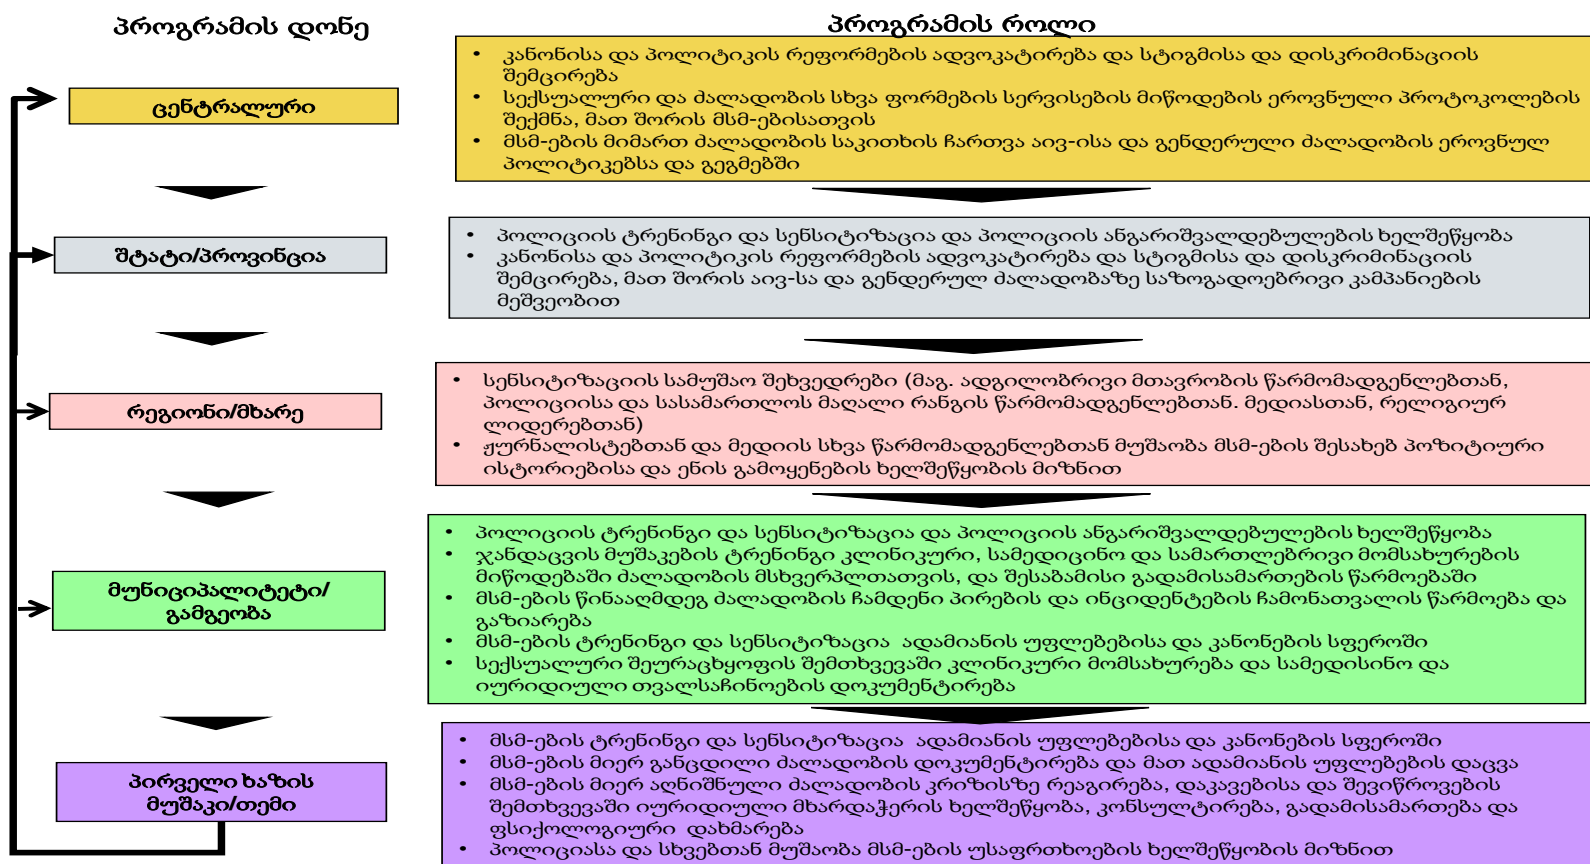 პროგრამის დონე
პროგრამის როლი
ცენტრალური
• კანონისა და პოლიტიკის რეფორმების ადვოკატირება და სტიგმისა და დისკრიმინაციის
შემცირება
• სექსუალური და ძალადობის სხვა ფორმების სერვისების მიწოდების ეროვნული პროტოკოლების
შექმნა, მათ შორის მსმ-ებისათვის
• მსმ-ების მიმართ ძალადობის საკითხის ჩართვა აივ-ისა და გენდერული ძალადობის ეროვნულ
პოლიტიკებსა და გეგმებში
შტატი/პროვინცია
• პოლიციის ტრენინგი და სენსიტიზაცია და პოლიციის ანგარიშვალდებულების ხელშეწყობა
• კანონისა და პოლიტიკის რეფორმების ადვოკატირება და სტიგმისა და დისკრიმინაციის
შემცირება, მათ შორის აივ-სა და გენდერულ ძალადობაზე საზოგადოებრივი კამპანიების
მეშვეობით
რეგიონი/მხარე
• სენსიტიზაციის სამუშაო შეხვედრები (მაგ. ადგილობრივი მთავრობის წარმომადგენლებთან,
პოლიციისა და სასამართლოს მაღალი რანგის წარმომადგენლებთან. მედიასთან, რელიგიურ
ლიდერებთან)
• ჟურნალისტებთან და მედიის სხვა წარმომადგენლებთან მუშაობა მსმ-ების შესახებ პოზიტიური
ისტორიებისა და ენის გამოყენების ხელშეწყობის მიზნით
მუნიციპალიტეტი/
გამგეობა
• პოლიციის ტრენინგი და სენსიტიზაცია და პოლიციის ანგარიშვალდებულების ხელშეწყობა
• ჯანდაცვის მუშაკების ტრენინგი კლინიკური, სამედიცინო და სამართლებრივი მომსახურების
მიწოდებაში ძალადობის მსხვერპლთათვის, და შესაბამისი გადამისამართების წარმოებაში
• მსმ-ების წინააღმდეგ ძალადობის ჩამდენი პირების და ინციდენტების ჩამონათვალის წარმოება და
გაზიარება
• მსმ-ების ტრენინგი და სენსიტიზაცია ადამიანის უფლებებისა და კანონების სფეროში
• სექსუალური შეურაცხყოფის შემთხვევაში კლინიკური მომსახურება და სამედისინო და
იურიდიული თვალსაჩინოების დოკუმენტირება
პირველი ხაზის
მუშაკი/თემი
• მსმ-ების ტრენინგი და სენსიტიზაცია ადამიანის უფლებებისა და კანონების სფეროში
• მსმ-ების მიერ განცდილი ძალადობის დოკუმენტირება და მათ ადამიანის უფლებების დაცვა
• მსმ-ების მიერ აღნიშნული ძალადობის კრიზისზე რეაგირება, დაკავებისა და შევიწროვების
შემთხვევაში იურიდიული მხარდაჭერის ხელშეწყობა, კონსულტირება, გადამისამართება და
ფსიქოლოგიური დახმარება
• პოლიციასა და სხვებთან მუშაობა მსმ-ების უსაფრთხოების ხელშეწყობის მიზნით